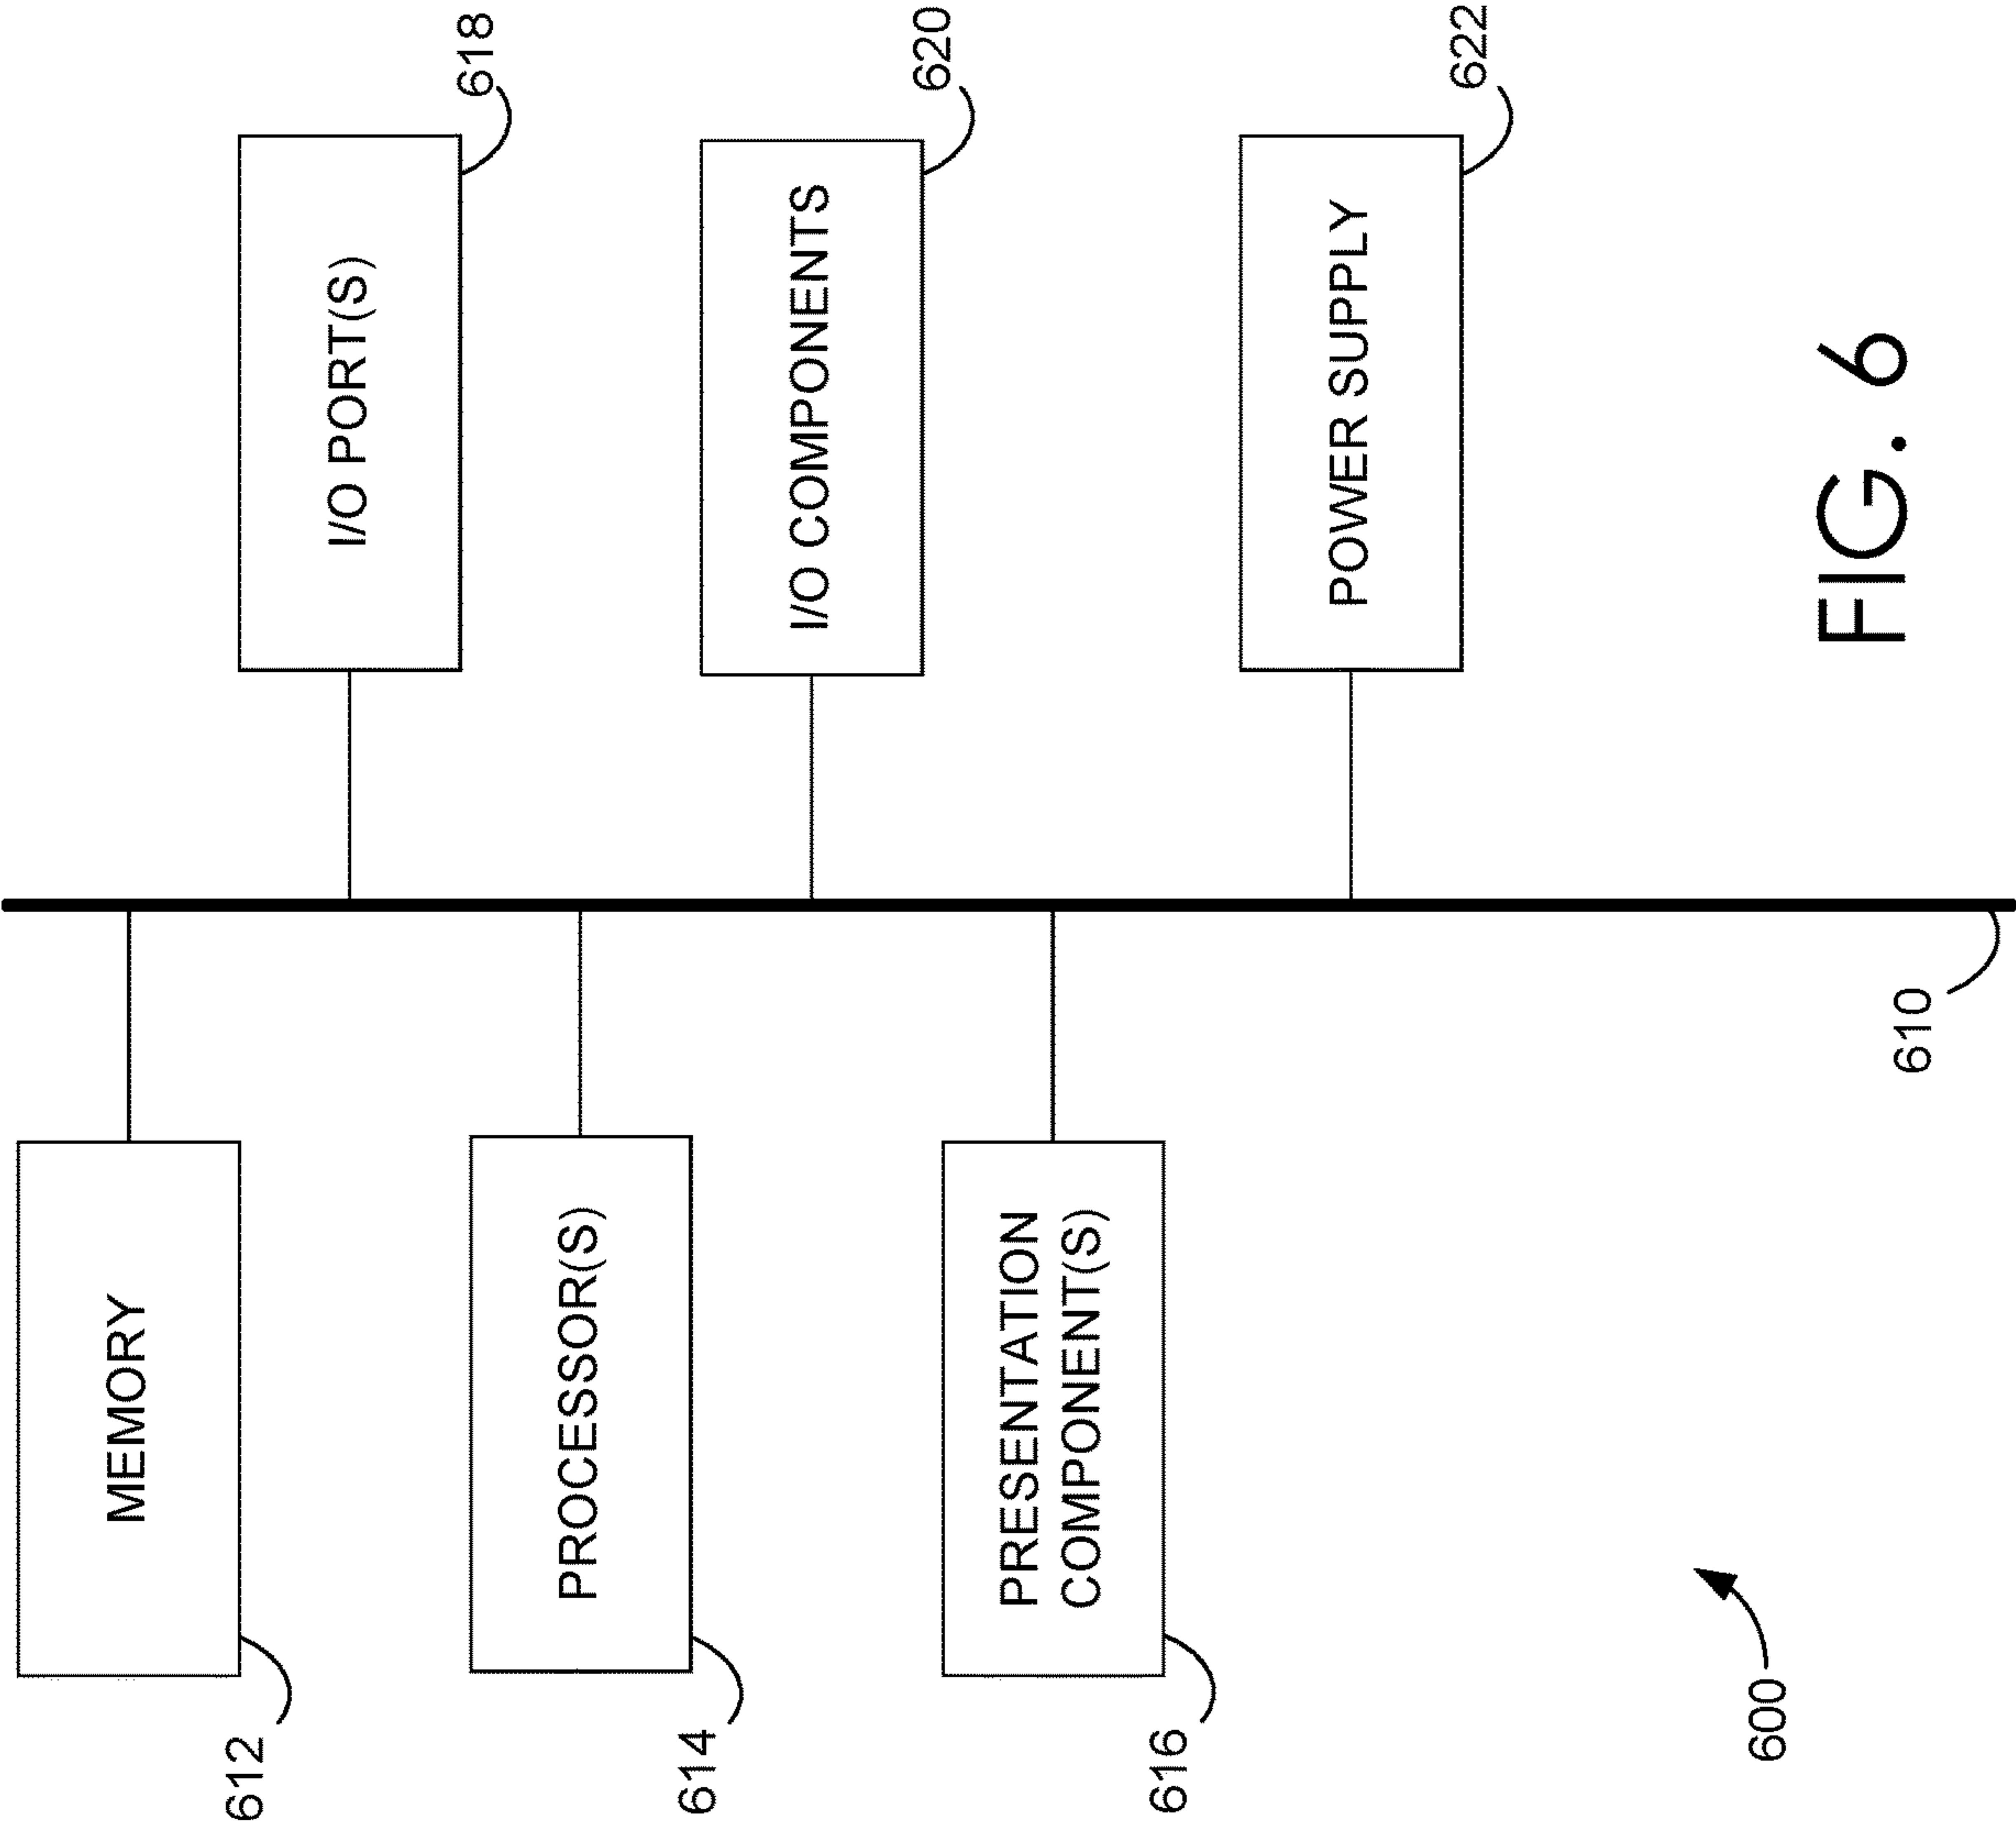 MEMORY
612
PROCESSOR(S)
614
PRESENTATION
COMPONENT(S)
616
600
610
I/O PORT(S)
618
I/O COMPONENTS
620
POWER SUPPLY
622
FIG. 6